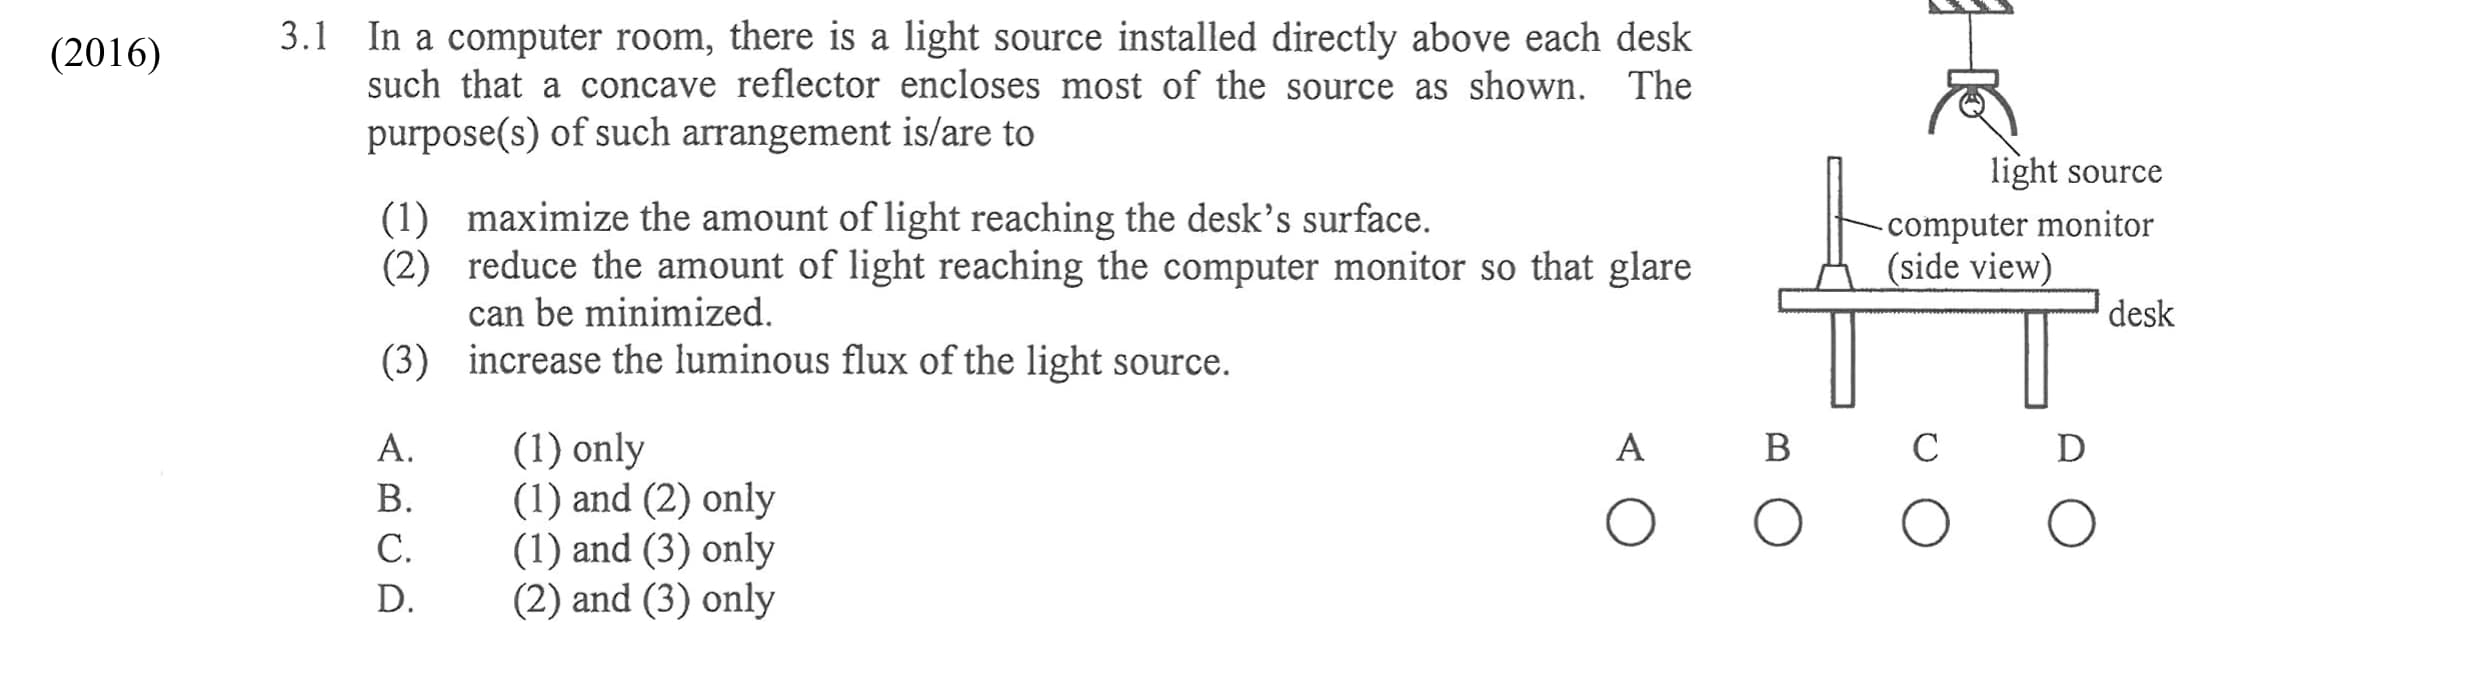 (2016)
3.1 In a computer room, there is a light source installed directly above each desk
such that a concave reflector encloses most of the source as shown. The
purpose(s) of such arrangement is/are to
light source
computer monitor
(side view)
desk
(1) maximize the amount of light reaching the desk's surface.
(2) reduce the amount of light reaching the computer monitor so that glare
can be minimized.
(3) increase the luminous flux of the light source.
A. (1) only
B. (1) and (2) only
C. (1) and (3) only
D. (2) and (3) only
A B C D